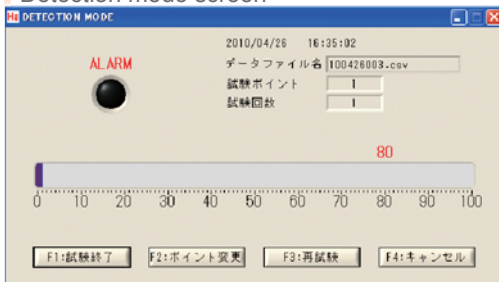 Detection mode screen
Ha DETECTION MODE
2010/04/26 16:35:02
ALARM
データファイル名 100426003.csv
試験ポイント 1
試験回数 1
80
0 10 20 30 40 50 60 70 80 90 100
F1:試験終了 F2:ポイント変更 F3:再試験 F4:キャンセル